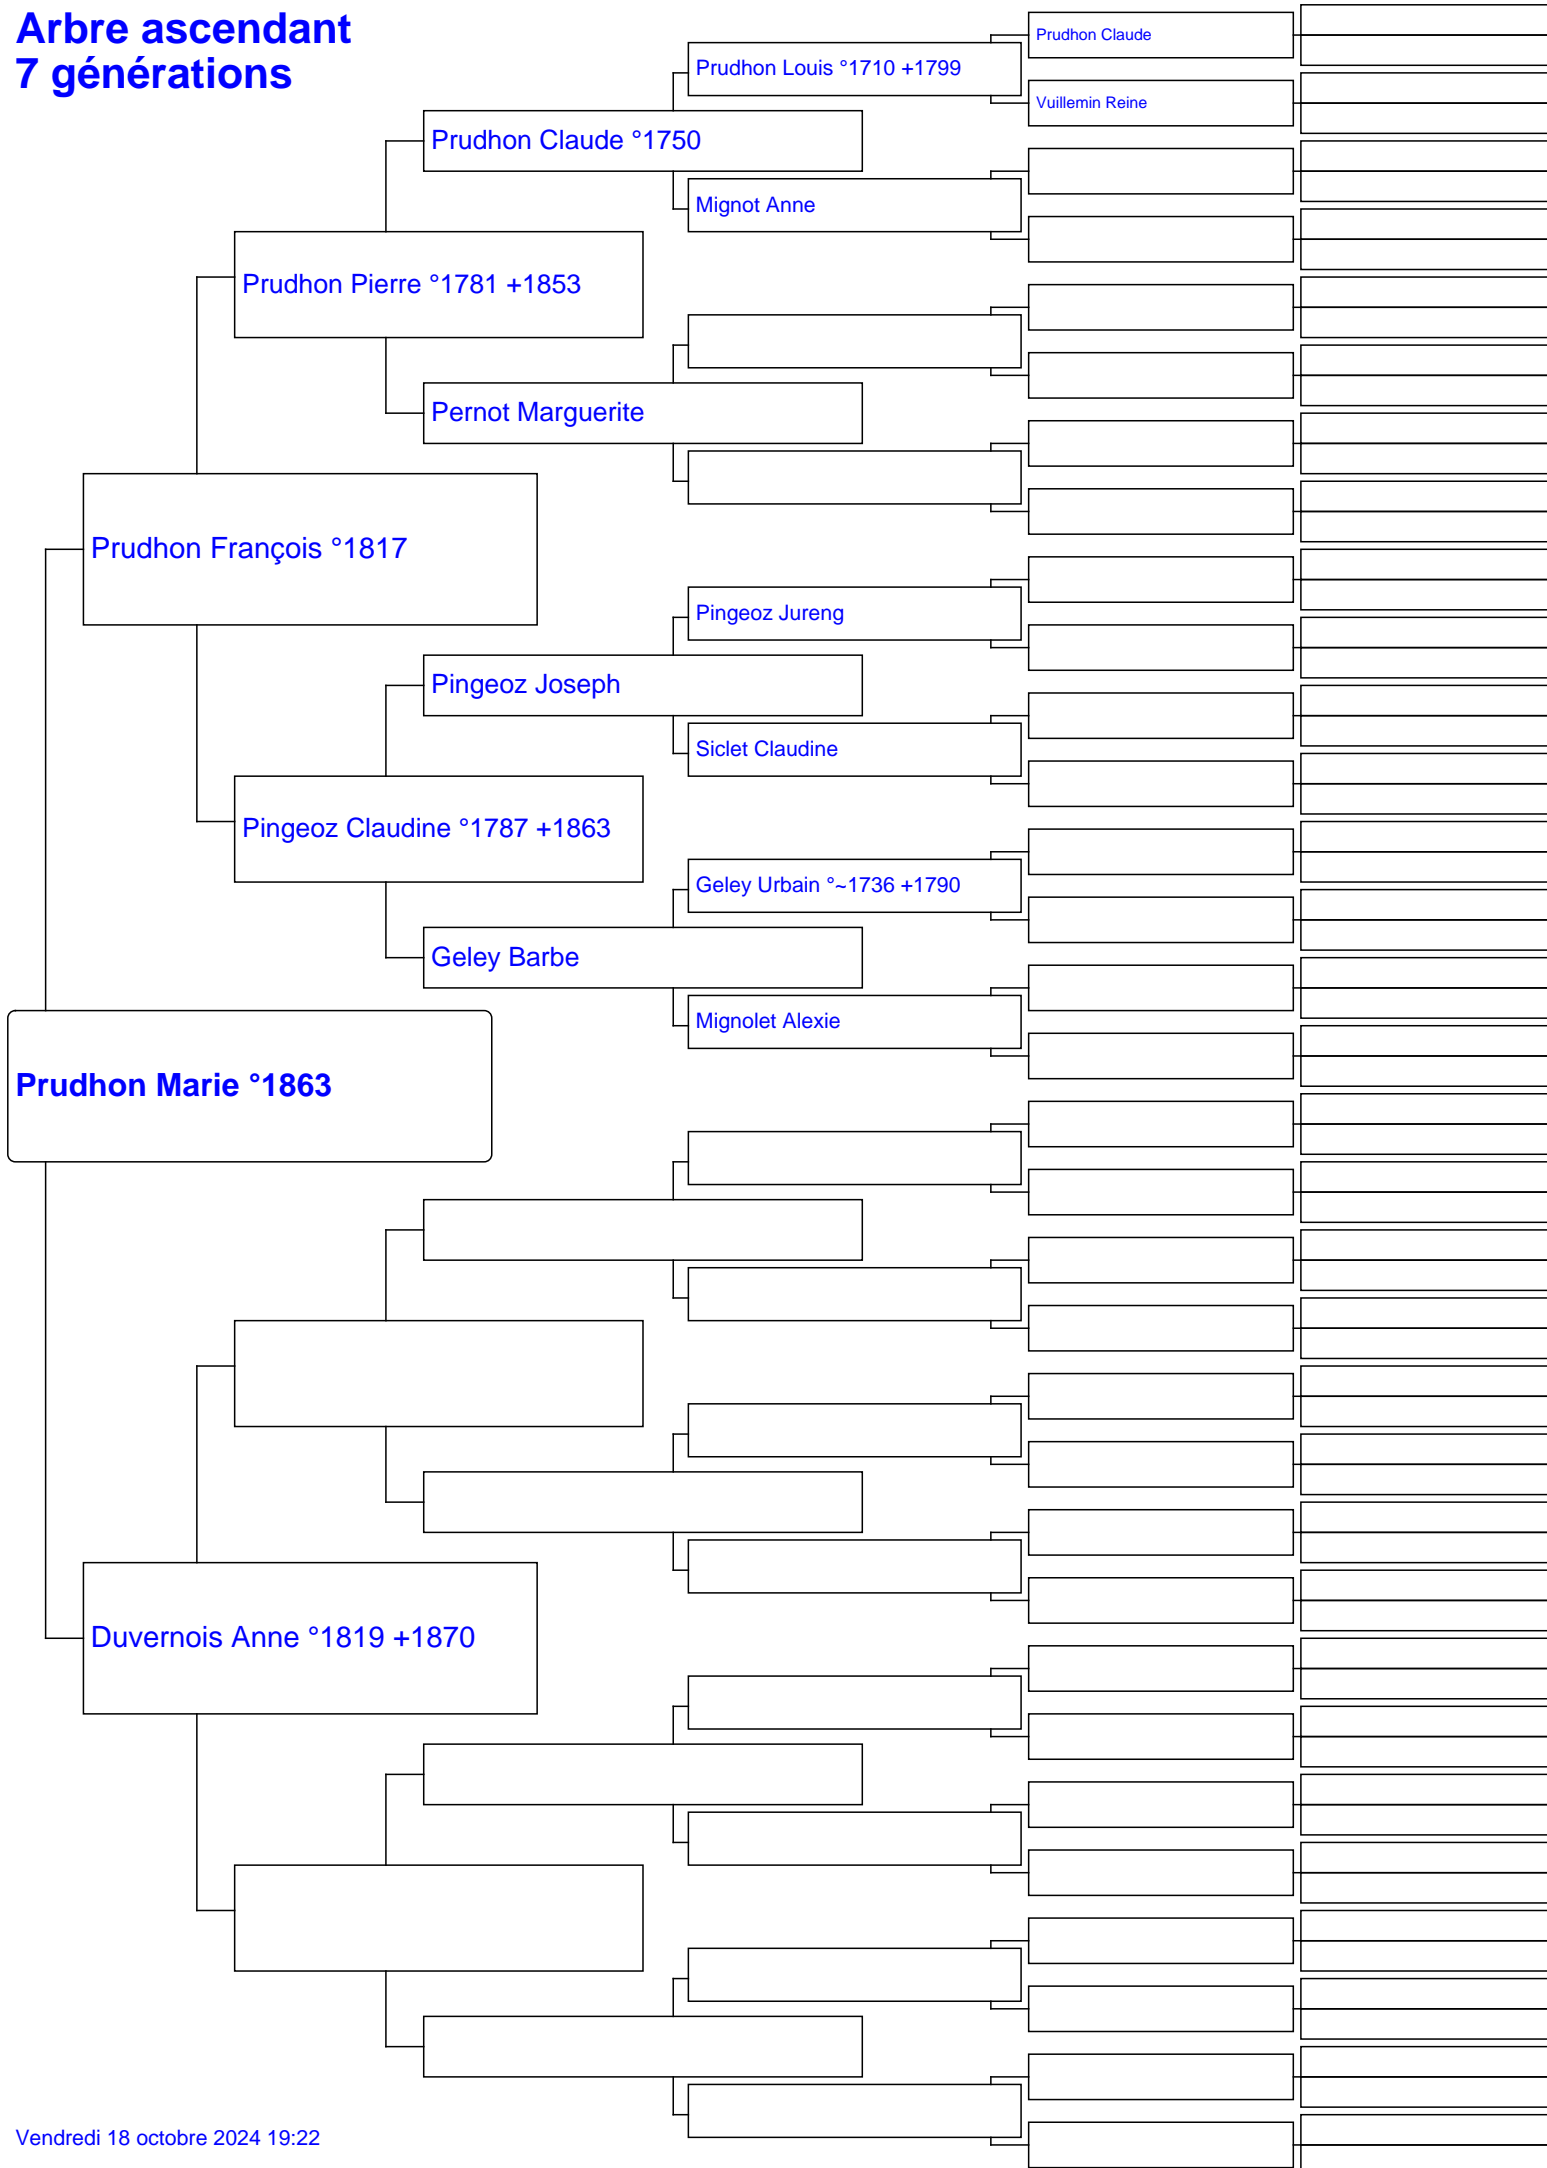 Arbre ascendant
7 générations
Prudhon Claude
Prudhon Louis °1710 +1799
Vuillemin Reine
Prudhon Claude °1750
Mignot Anne
Prudhon Pierre °1781 +1853
Pernot Marguerite
Prudhon François °1817
Pingeoz Jureng
Pingeoz Joseph
Siclet Claudine
Pingeoz Claudine °1787 +1863
Geley Urbain °~1736 +1790
Geley Barbe
Mignolet Alexie
Prudhon Marie °1863
Duvernois Anne °1819 +1870
Vendredi 18 octobre 2024 19:22